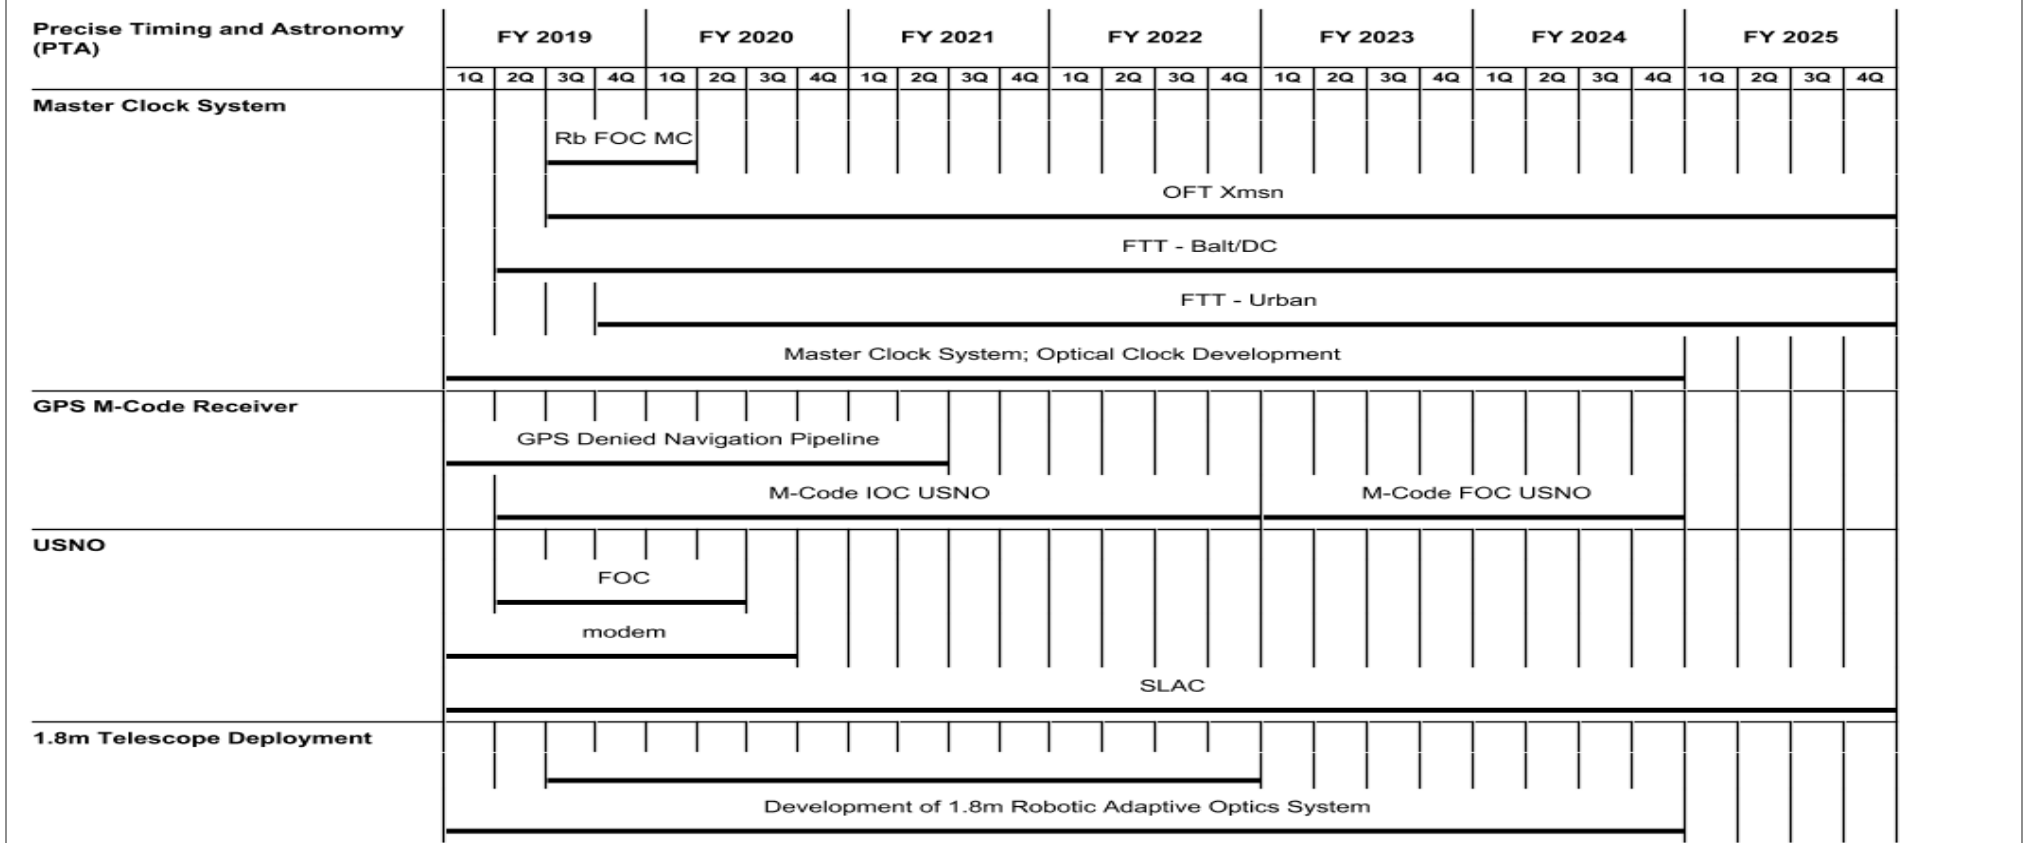 Precise Timing and Astronomy
(PTA)
FY 2019 FY 2020 FY 2021 FY 2022 FY 2023 FY 2024 FY 2025
1Q 2Q 3Q 4Q 1Q 2Q 3Q 4Q 1Q 2Q 3Q 4Q 1Q 2Q 3Q 4Q 1Q 2Q 3Q 4Q 1Q 2Q 3Q 4Q 1Q 2Q 3Q 4Q
Master Clock System
Rb FOC MC
OFT Xmsn
FTT - Balt/DC
FTT - Urban
Master Clock System; Optical Clock Development
GPS M-Code Receiver
GPS Denied Navigation Pipeline
M-Code IOC USNO M-Code FOC USNO
USNO
FOC
modem
SLAC
1.8m Telescope Deployment
Development of 1.8m Robotic Adaptive Optics System